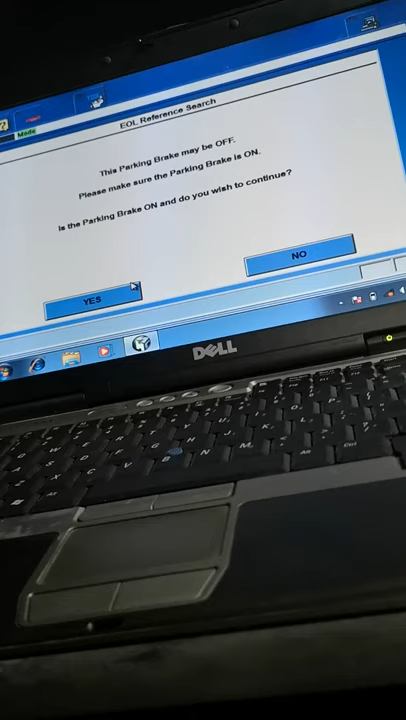 Mode
EOL Reference Search
This Parking Brake may be OFF.
Please make sure the Parking Brake is ON.
Is the Parking Brake ON and do you wish to continue?
YES
NO
DELL